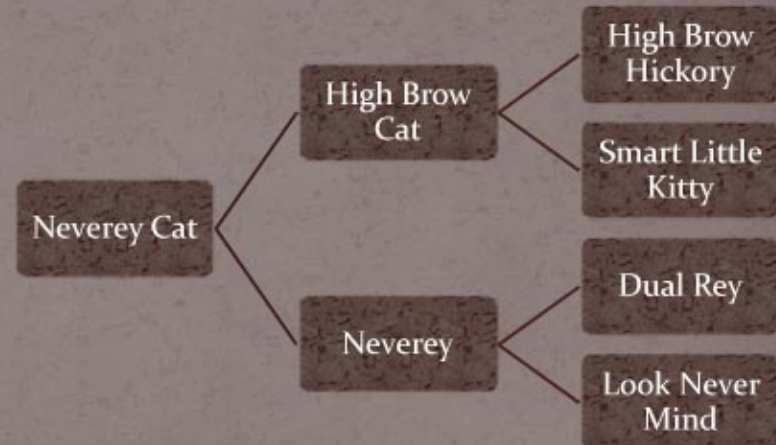 High Brow
Hickory
High Brow
Cat
Smart Little
Kitty
Neverey Cat
Dual Rey
Neverey
Look Never
Mind